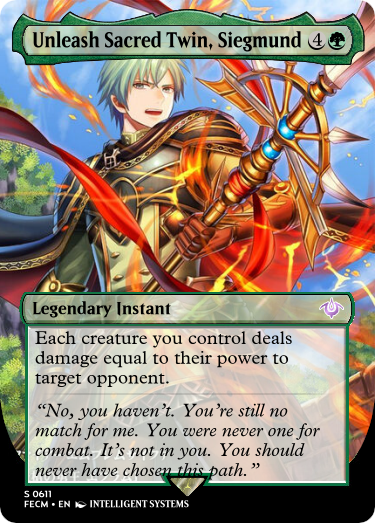 Unleash Sacred Twin, Siegmund 4
Legendary Instant
Each creature you control deals
damage equal to their power to
target opponent.
“No, you haven’t. You’re still no
match for me. You were never one for
combat. It’s not in you. You should
never have chosen this path.”
S 0611
FECM • EN INTELLIGENT SYSTEMS